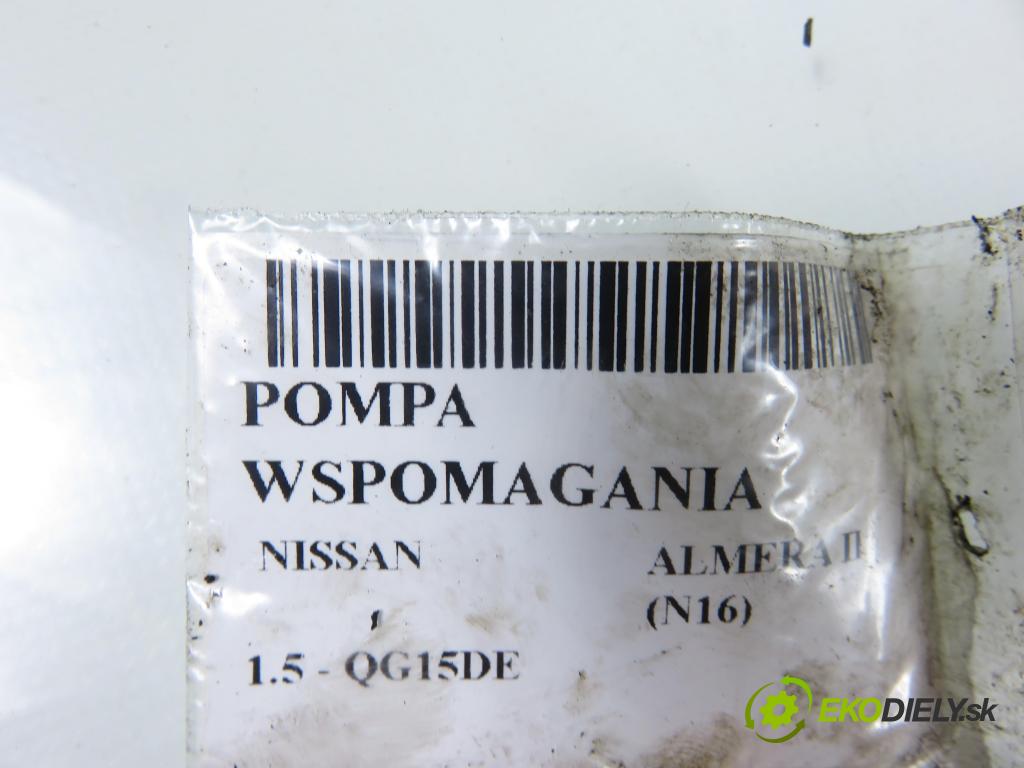 POMPA
WSPOMAGANIA
NISSAN ALMERA II
(N16)
1.5 - QG15DE
EKODIELY.sk